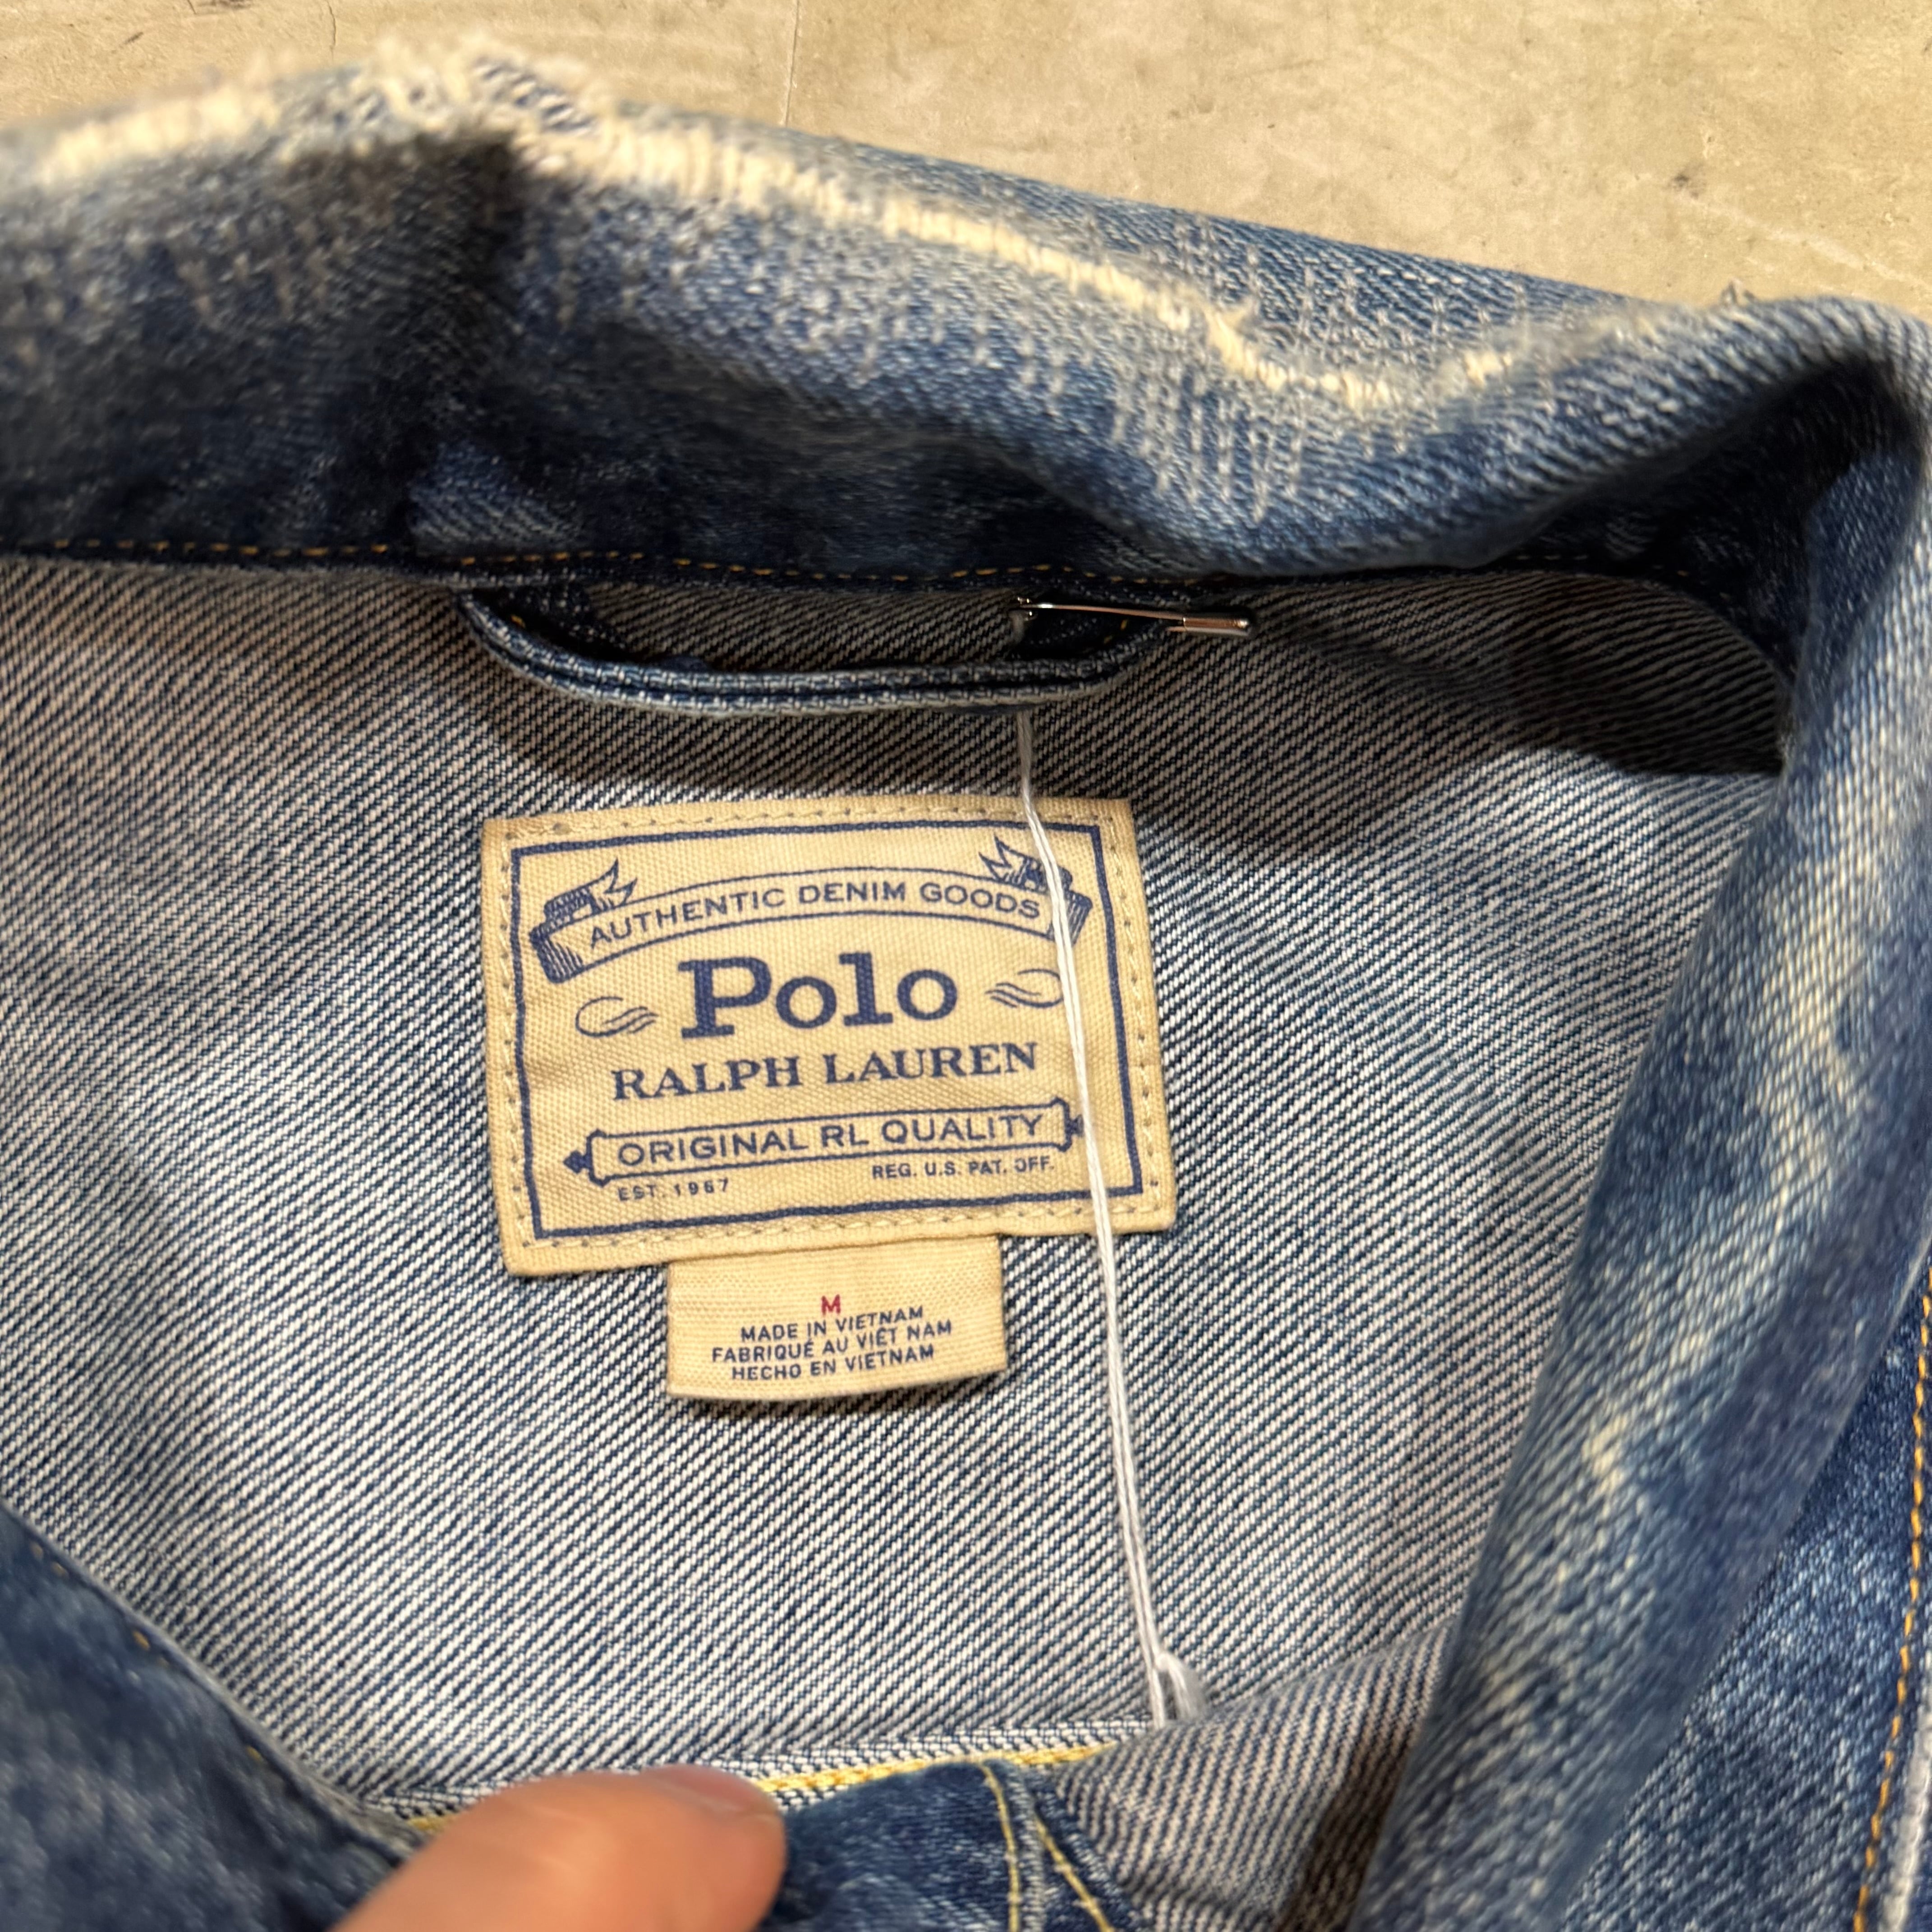 AUTHENTIC DENIM GOODS
Polo
RALPH LAUREN
ORIGINAL RL QUALITY
EST. 1967 REG. U.S. PAT. OFF.
M
MADE IN VIETNAM
FABRIQUÉ AU VIÊT NAM
HECHO EN VIETNAM